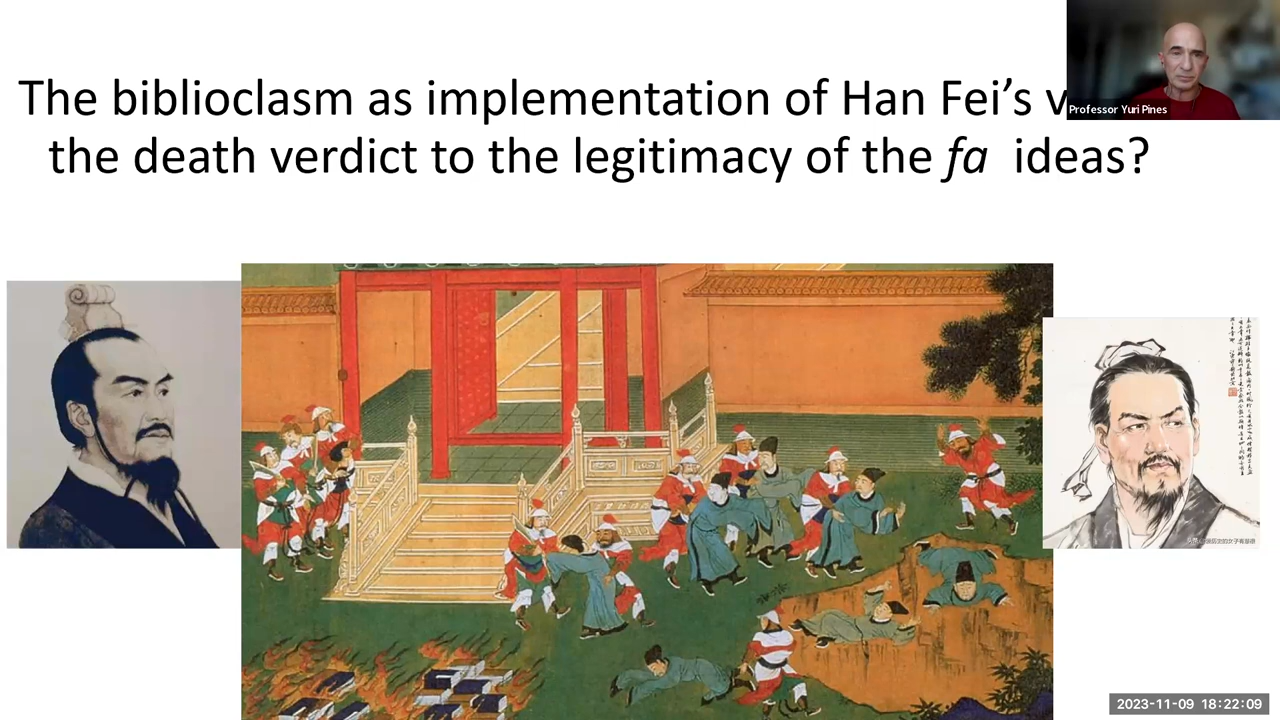 The biblioclasm as implementation of Han Fei’s v
the death verdict to the legitimacy of the fa ideas?
Professor Yuri Pines
2023-11-09 18:22:09